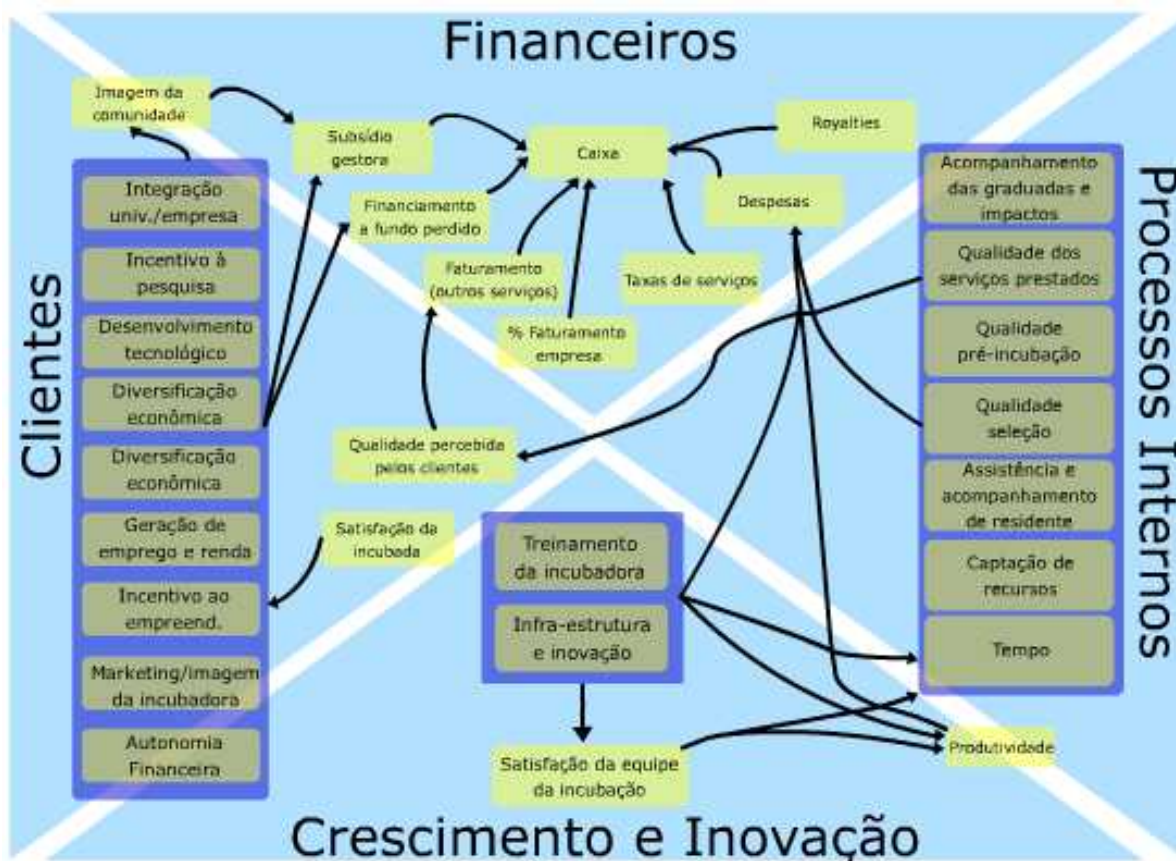 Financeiros
Imagem da
comunidade
Subsídio
gestora
Caixa
Royalties
Financiamento
a fundo perdido
Despesas
Faturamento
(outros serviços)
Taxas de serviços
% Faturamento
empresa
Clientes
Integração
univ./empresa
Incentivo à
pesquisa
Desenvolvimento
tecnológico
Diversificação
econômica
Diversificação
econômica
Geração de
emprego e renda
Incentivo ao
empreend.
Marketing/imagem
da incubadora
Autonomia
Financeira
Qualidade percebida
pelos clientes
Satisfação da
incubada
Processos Internos
Acompanhamento
das graduadas e
impactos
Qualidade dos
serviços prestados
Qualidade
pré-incubação
Qualidade
seleção
Assistência e
acompanhamento
de residente
Captação de
recursos
Tempo
Produtividade
Treinamento
da incubadora
Infra-estrutura
e inovação
Satisfação da equipe
da incubação
Crescimento e Inovação